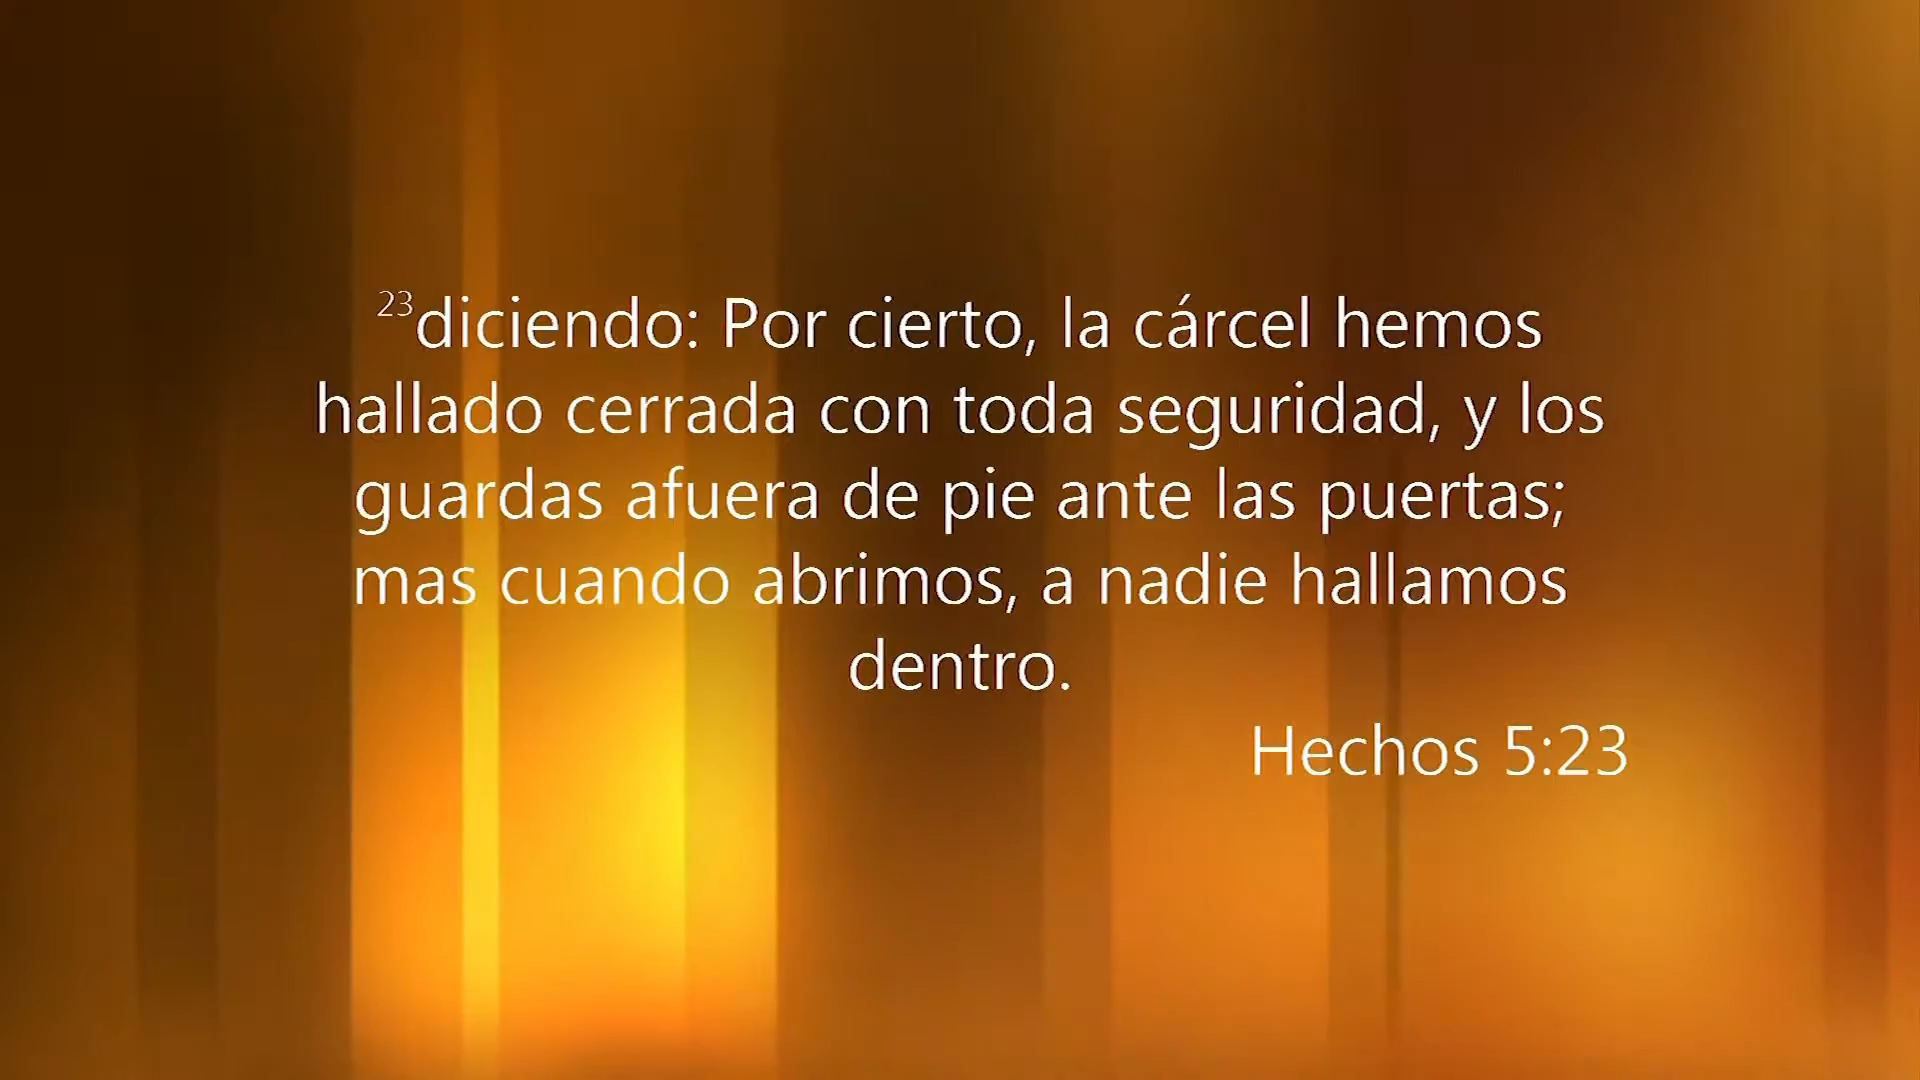 23diciendo: Por cierto, la cárcel hemos
hallado cerrada con toda seguridad, y los
guardas afuera de pie ante las puertas;
mas cuando abrimos, a nadie hallamos
dentro.
Hechos 5:23